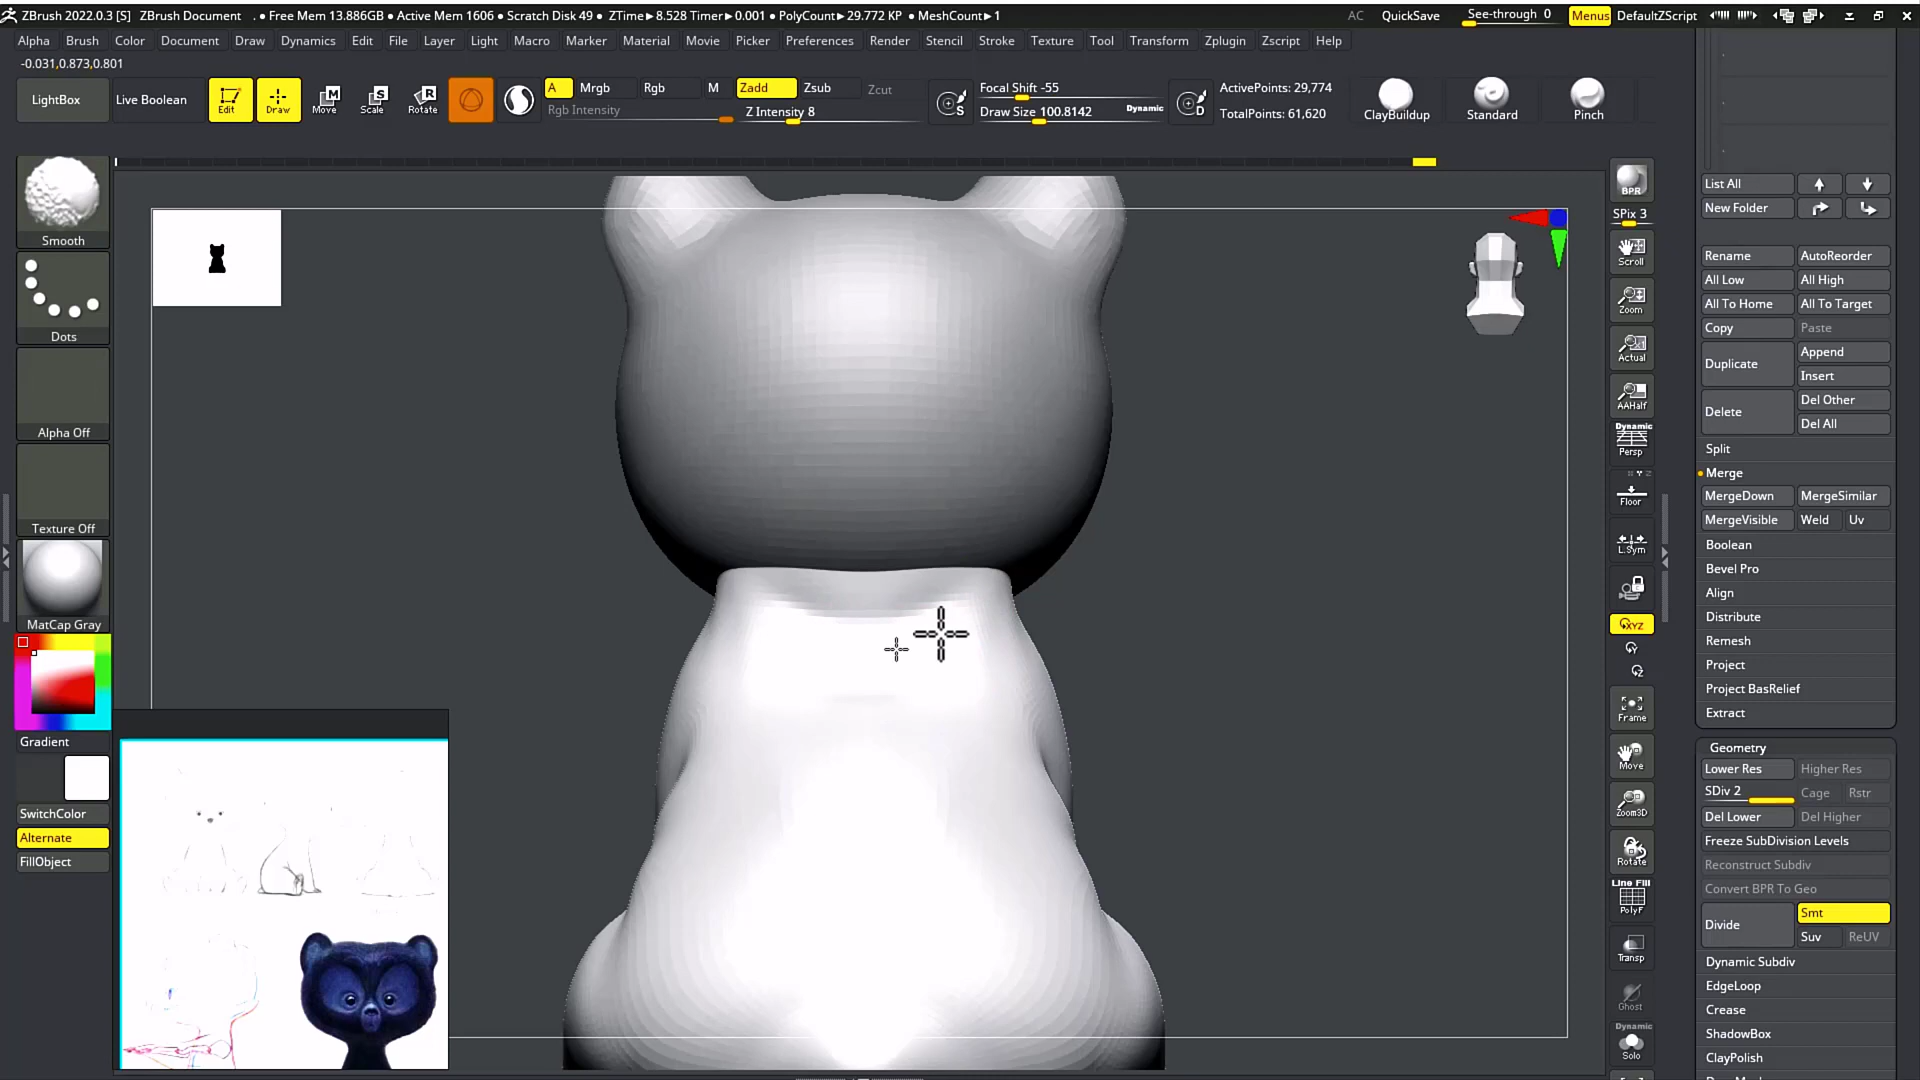 ZBrush 2022.0.3 [S] ZBrush Document . ● Free Mem 13.886GB ● Active Mem 1606 ● Scratch Disk 49 ● ZTime▶8.528 Timer▶0.001 ● PolyCount▶29.772 KP ● MeshCount▶1 AC QuickSave See-through 0 Menus DefaultZScript
Alpha Brush Color Document Draw Dynamics Edit File Layer Light Macro Marker Material Movie Picker Preferences Render Stencil Stroke Texture Tool Transform Zplugin Zscript Help
-0.031,0.873,0.801
LightBox Live Boolean Edit Draw Move Scale Rotate
A Mrgb Rgb M Zadd Zsub Zcut
Rgb Intensity Z Intensity 8
S Focal Shift -55
Draw Size 100.8142 Dynamic
D ActivePoints: 29,774
TotalPoints: 61,620
ClayBuildup Standard Pinch
Smooth
Dots
Alpha Off
Texture Off
MatCap Gray
Gradient
SwitchColor
Alternate
FillObject
BPR
SPix 3
Scroll
Zoom
Actual
AAHalf
Dynamic
Persp
Floor
L.Sym
XYZ
Frame
Move
Zoom3D
Rotate
Line Fill
PolyF
Transp
Ghost
Dynamic
Solo
List All
New Folder
Rename AutoReorder
All Low All High
All To Home All To Target
Copy Paste
Duplicate Append
Insert
Delete Del Other
Del All
Split
Merge
MergeDown MergeSimilar
MergeVisible Weld Uv
Boolean
Bevel Pro
Align
Distribute
Remesh
Project
Project BasRelief
Extract
Geometry
Lower Res Higher Res
SDiv 2 Cage Rstr
Del Lower Del Higher
Freeze SubDivision Levels
Reconstruct Subdiv
Convert BPR To Geo
Divide Smt
Suv ReUV
Dynamic Subdiv
EdgeLoop
Crease
ShadowBox
ClayPolish